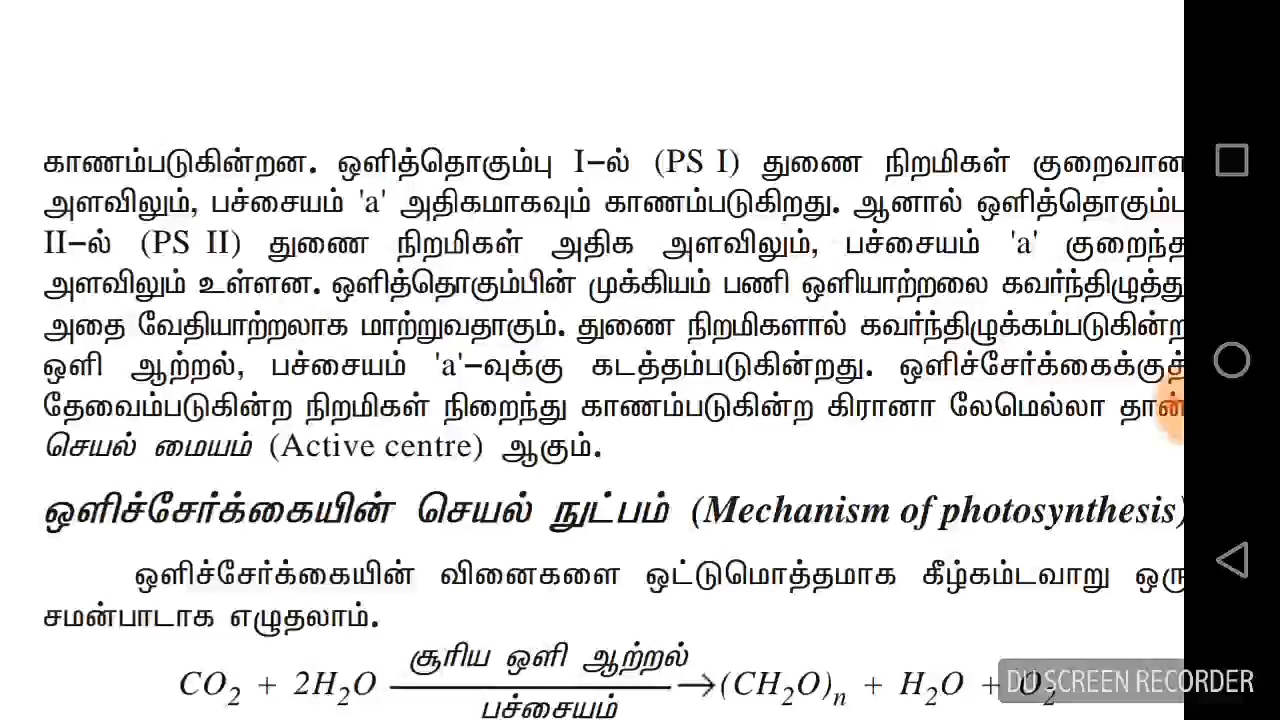 காணம்படுகின்றன. ஒளித்தொகும்பு I–ல் (PS I) துணை நிறமிகள் குறைவான
அளவிலும், பச்சையம் 'a' அதிகமாகவும் காணம்படுகிறது. ஆனால் ஒளித்தொகும்ப
II–ல் (PS II) துணை நிறமிகள் அதிக அளவிலும், பச்சையம் 'a' குறைந்த
அளவிலும் உள்ளன. ஒளித்தொகும்பின் முக்கியம் பணி ஒளியாற்றலை கவர்ந்திழுத்து
அதை வேதியாற்றலாக மாற்றுவதாகும். துணை நிறமிகளால் கவர்ந்திழுக்கம்படுகின்ற
ஒளி ஆற்றல், பச்சையம் 'a'–வுக்கு கடத்தம்படுகின்றது. ஒளிச்சேர்க்கைக்குத்
தேவைம்படுகின்ற நிறமிகள் நிறைந்து காணம்படுகின்ற கிரானா லேமெல்லா தான்
செயல் மையம் (Active centre) ஆகும்.
ஒளிச்சேர்க்கையின் செயல் நுட்பம் (Mechanism of photosynthesis)
ஒளிச்சேர்க்கையின் வினைகளை ஒட்டுமொத்தமாக கீழ்கம்டவாறு ஒரு
சமன்பாடாக எழுதலாம்.
சூரிய ஒளி ஆற்றல்
CO₂ + 2H₂O ⟶ (CH₂O)ₙ + H₂O + O₂
பச்சையம்
DU SCREEN RECORDER